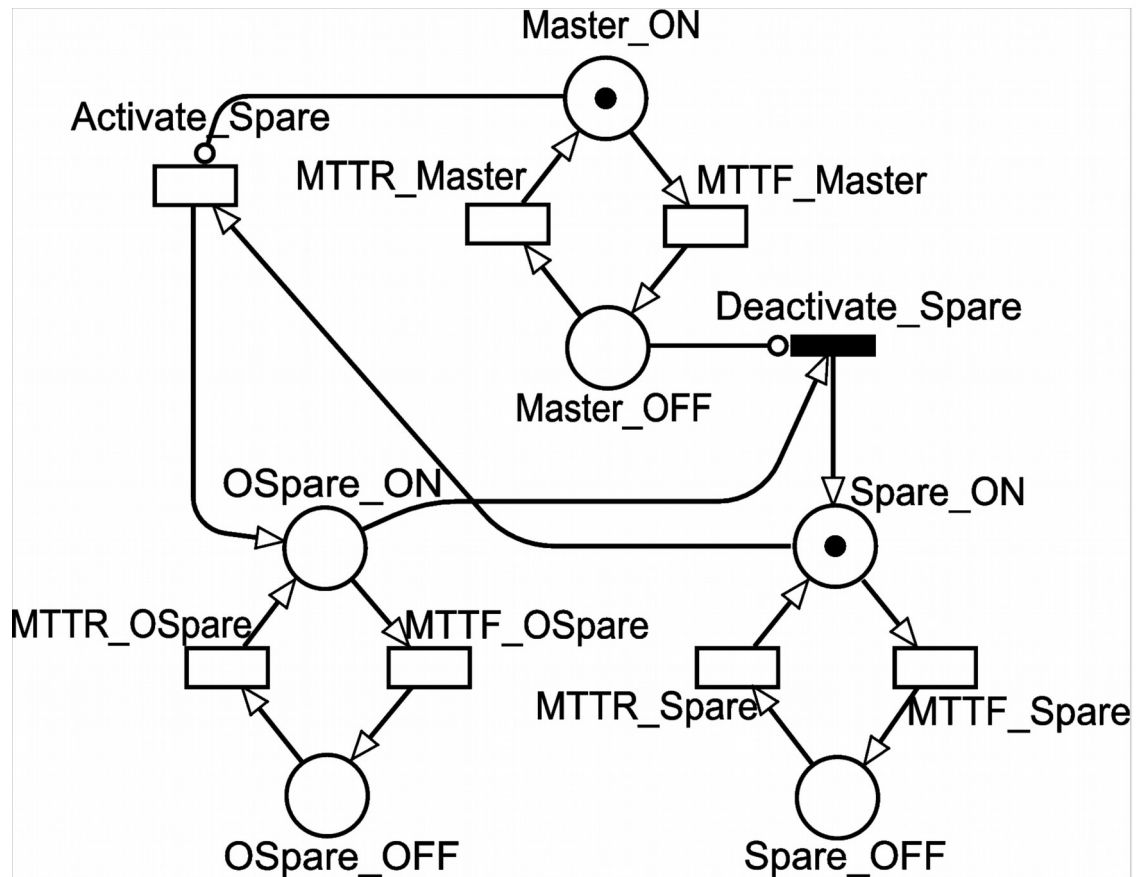 Master_ON
Activate_Spare
MTTR_Master
MTTF_Master
Deactivate_Spare
Master_OFF
OSpare_ON
Spare_ON
MTTR_OSpare
MTTF_OSpare
MTTR_Spare
MTTF_Spare
OSpare_OFF
Spare_OFF